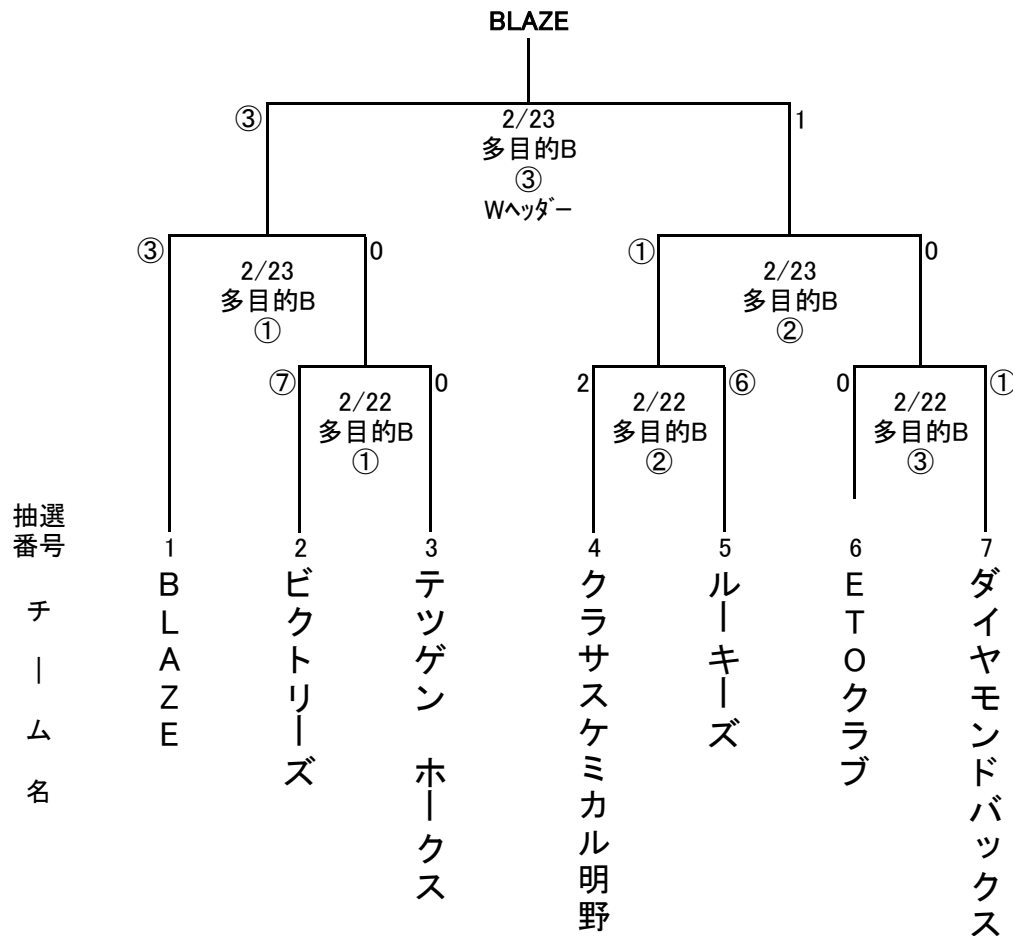 BLAZE
③
1
2/23
多目的B
③
Wﾍｯﾀﾞｰ
③
0
①
0
2/23
多目的B
①
2/23
多目的B
②
⑦
0
2
⑥
0
①
2/22
多目的B
①
2/22
多目的B
②
2/22
多目的B
③
抽選
番号
1
2
3
4
5
6
7
チーム名
BLAZE
ビクトリーズ
テツゲン ホークス
クラサスケミカル明野
ルーキーズ
ETOクラブ
ダイヤモンドバックス